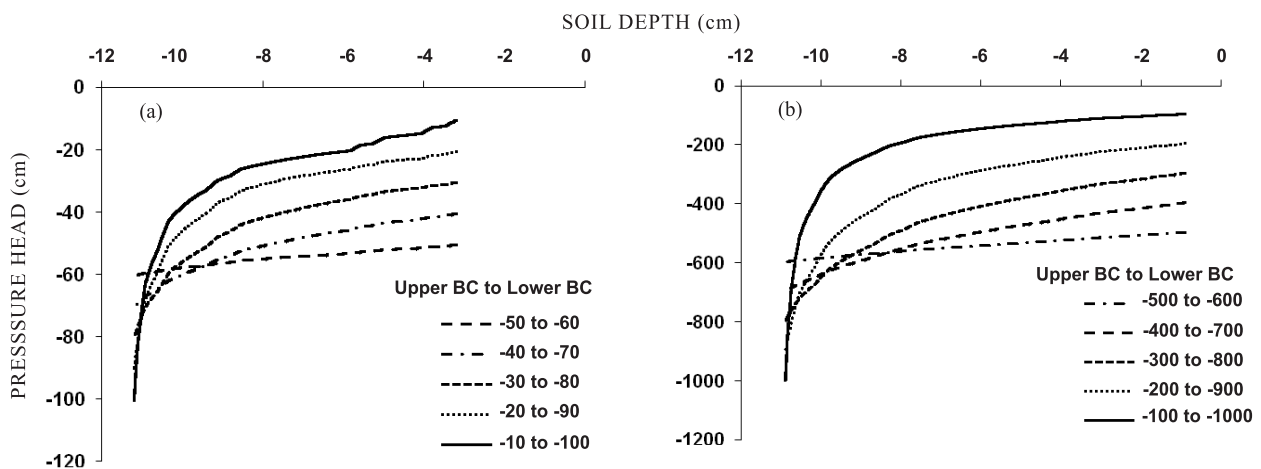 SOIL DEPTH (cm)
-12 -10 -8 -6 -4 -2 0
-12 -10 -8 -6 -4 -2 0
PRESSSURE HEAD (cm)
0
-20
-40
-60
-80
-100
-120
(a)
Upper BC to Lower BC
-50 to -60
-40 to -70
-30 to -80
-20 to -90
-10 to -100
0
-200
-400
-600
-800
-1000
-1200
(b)
Upper BC to Lower BC
-500 to -600
-400 to -700
-300 to -800
-200 to -900
-100 to -1000